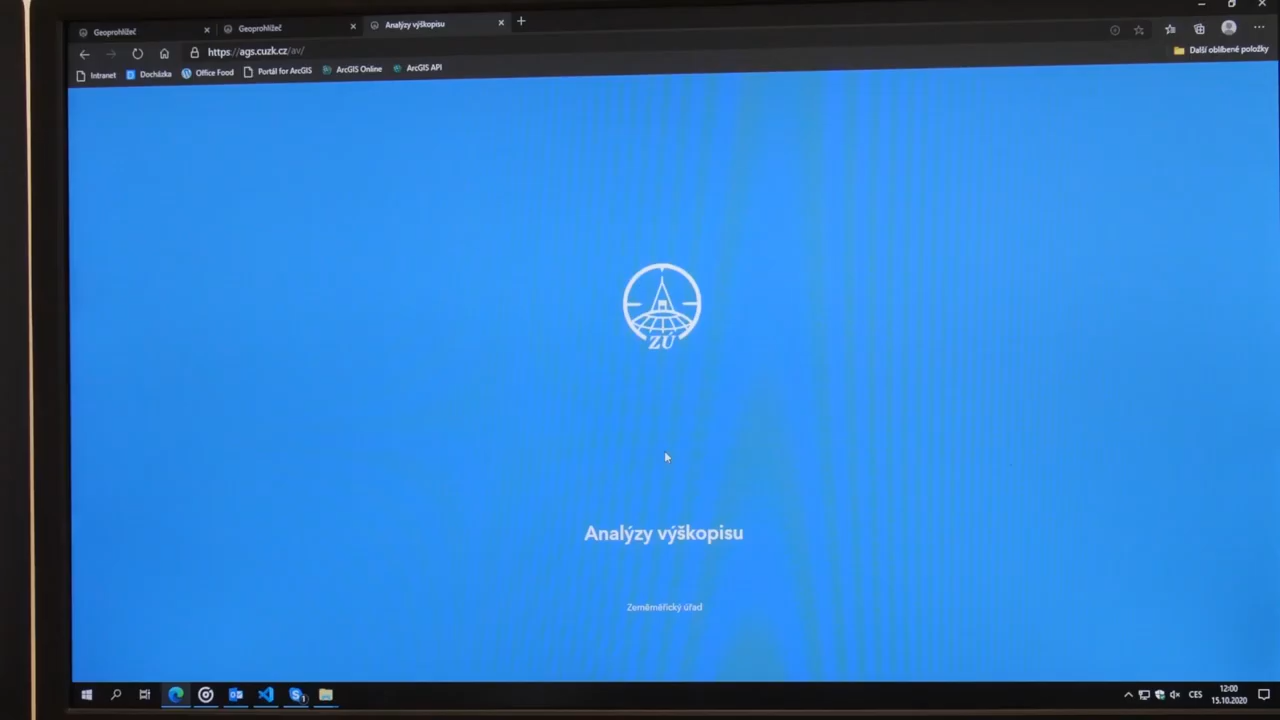 Geoprohlížeč
Geoprohlížeč
Analýzy výškopisu
https://ags.cuzk.cz/av/
Další oblíbené položky
Intranet
Docházka
Office Food
Portál for ArcGIS
ArcGIS Online
ArcGIS API
ZÚ
Analýzy výškopisu
Zeměměřický úřad
1
CES
12:00
15.10.2020